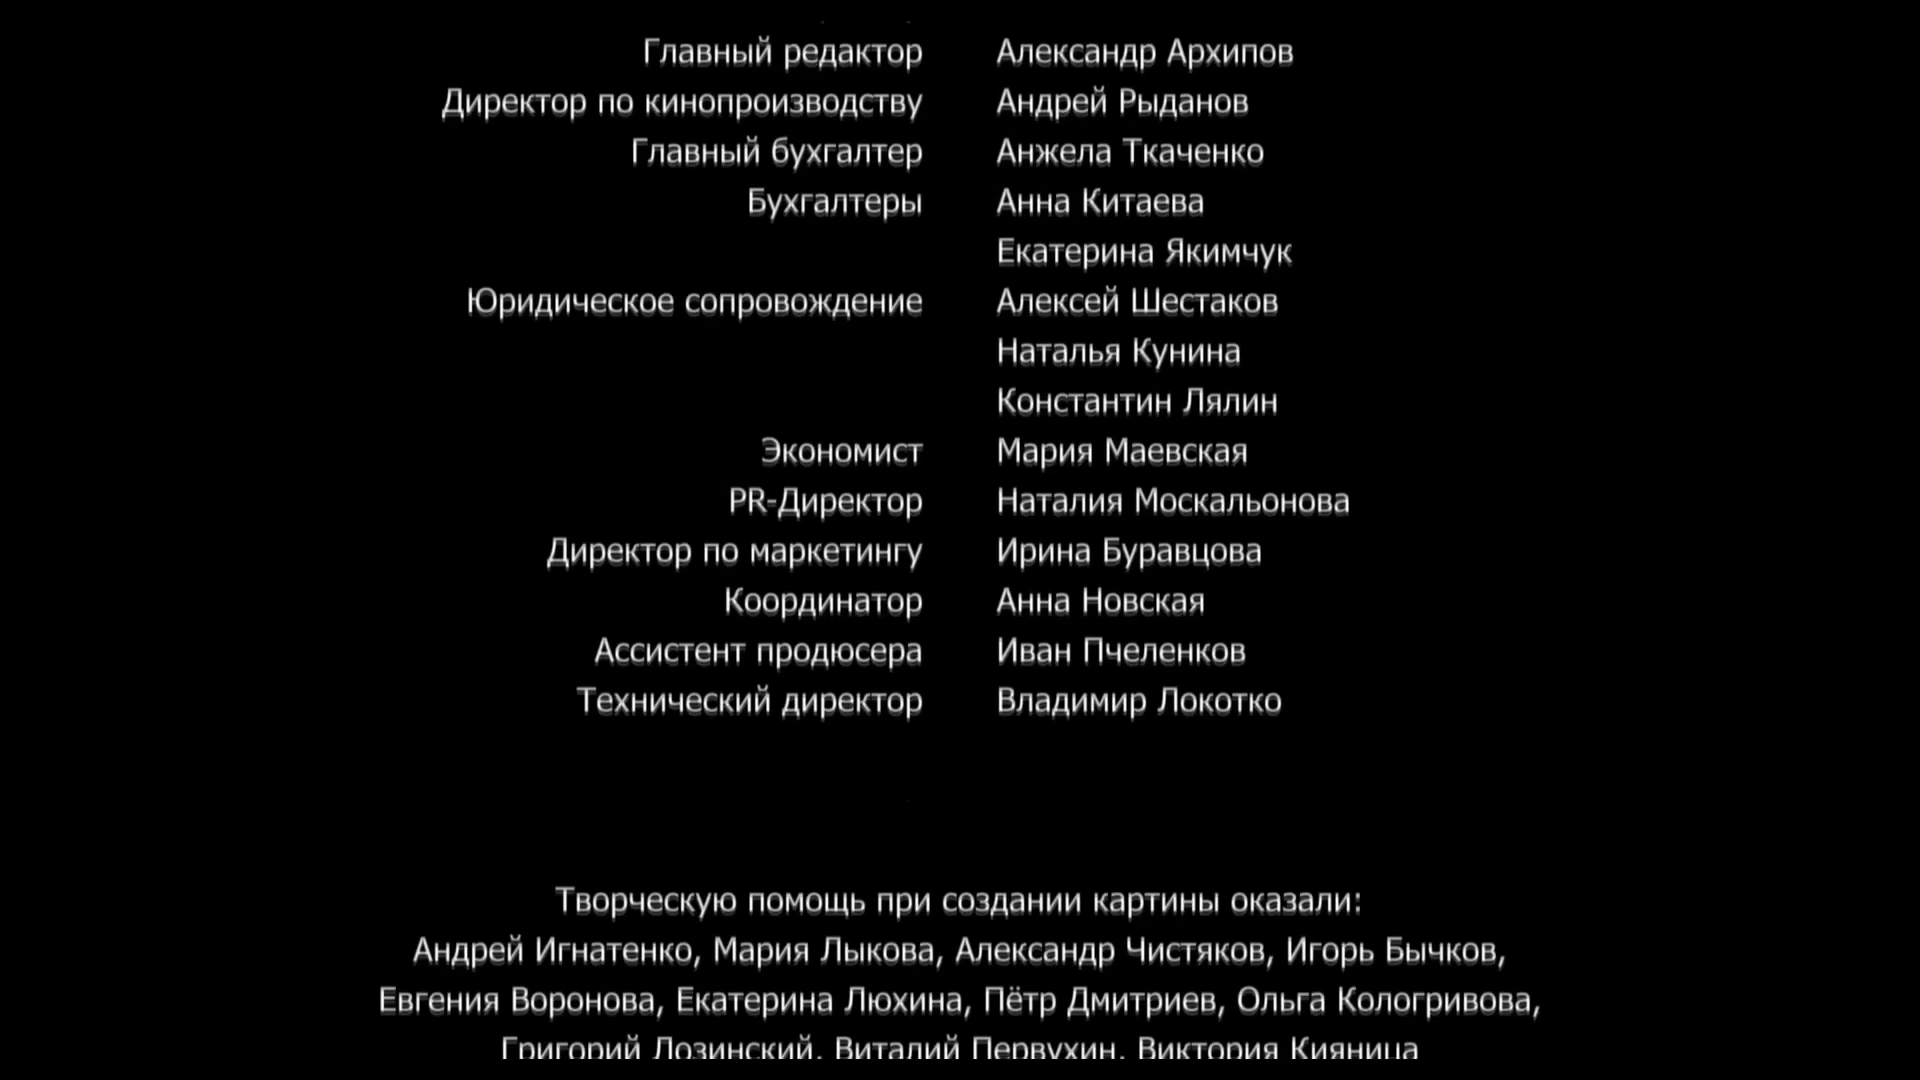 Главный редактор Александр Архипов
Директор по кинопроизводству Андрей Рыданов
Главный бухгалтер Анжела Ткаченко
Бухгалтеры Анна Китаева
Екатерина Якимчук
Юридическое сопровождение Алексей Шестаков
Наталья Кунина
Константин Лялин
Экономист Мария Маевская
PR-Директор Наталия Москальонова
Директор по маркетингу Ирина Буравцова
Координатор Анна Новская
Ассистент продюсера Иван Пчеленков
Технический директор Владимир Локотко
Творческую помощь при создании картины оказали:
Андрей Игнатенко, Мария Лыкова, Александр Чистяков, Игорь Бычков,
Евгения Воронова, Екатерина Люхина, Пётр Дмитриев, Ольга Кологривова,
Григорий Лозинский, Виталий Первухин, Виктория Кияница